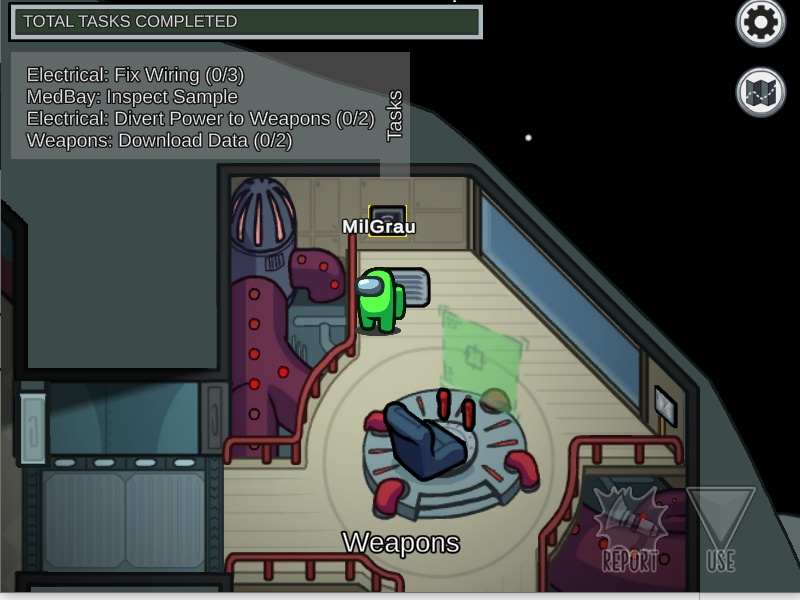 TOTAL TASKS COMPLETED
Electrical: Fix Wiring (0/3)
MedBay: Inspect Sample
Electrical: Divert Power to Weapons (0/2)
Weapons: Download Data (0/2)
Tasks
MilGrau
Weapons
REPORT
USE